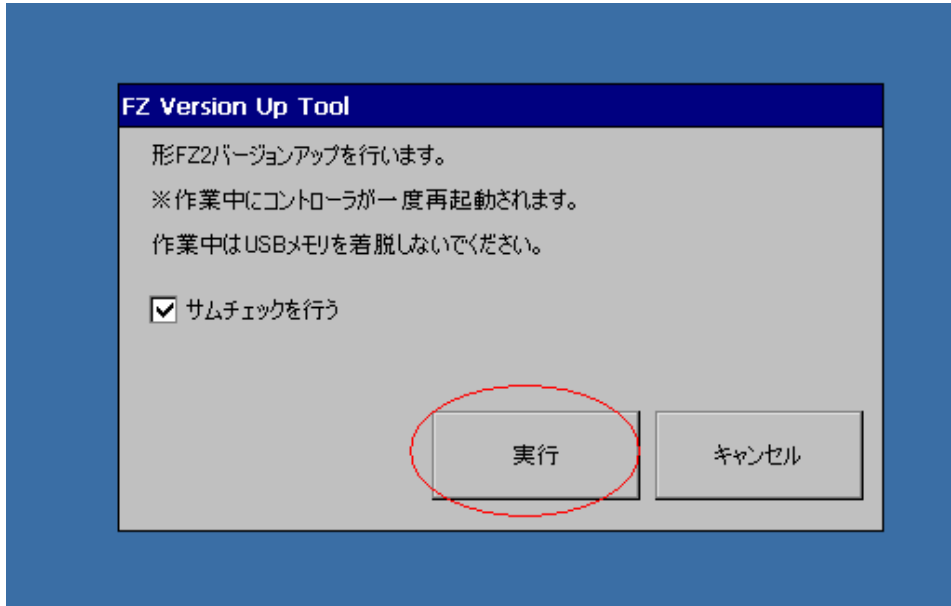 FZ Version Up Tool
形FZ2バージョンアップを行います。
※作業中にコントローラが一度再起動されます。
作業中はUSBメモリを着脱しないでください。
サムチェックを行う
実行
キャンセル